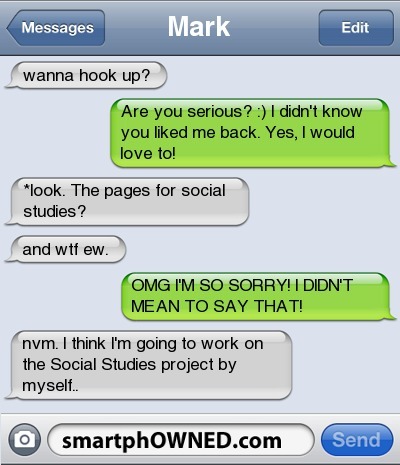 Messages
Mark
Edit
wanna hook up?
Are you serious? :) I didn't know
you liked me back. Yes, I would
love to!
*look. The pages for social
studies?
and wtf ew.
OMG I'M SO SORRY! I DIDN'T
MEAN TO SAY THAT!
nvm. I think I'm going to work on
the Social Studies project by
myself..
smartphOWNED.com
Send